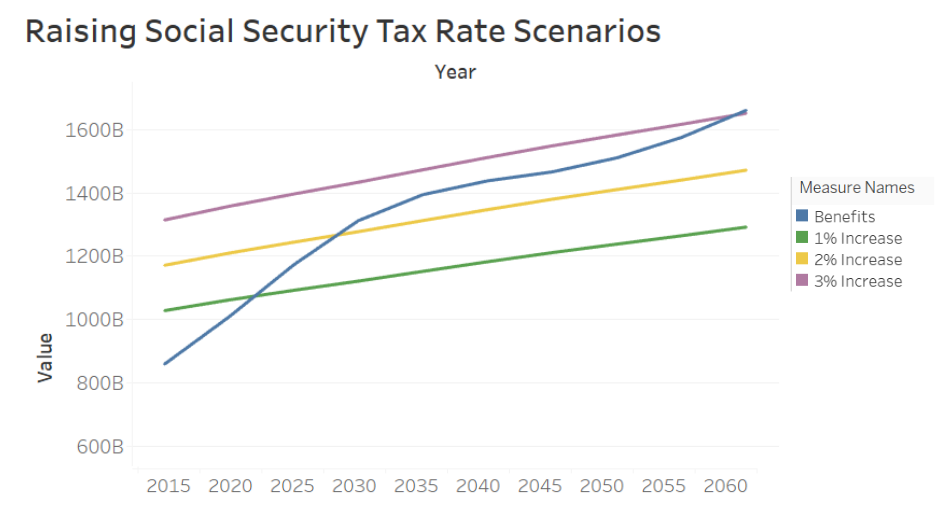 Raising Social Security Tax Rate Scenarios
Year
1600B
1400B
1200B
1000B
800B
600B
Value
2015 2020 2025 2030 2035 2040 2045 2050 2055 2060
Measure Names
Benefits
1% Increase
2% Increase
3% Increase